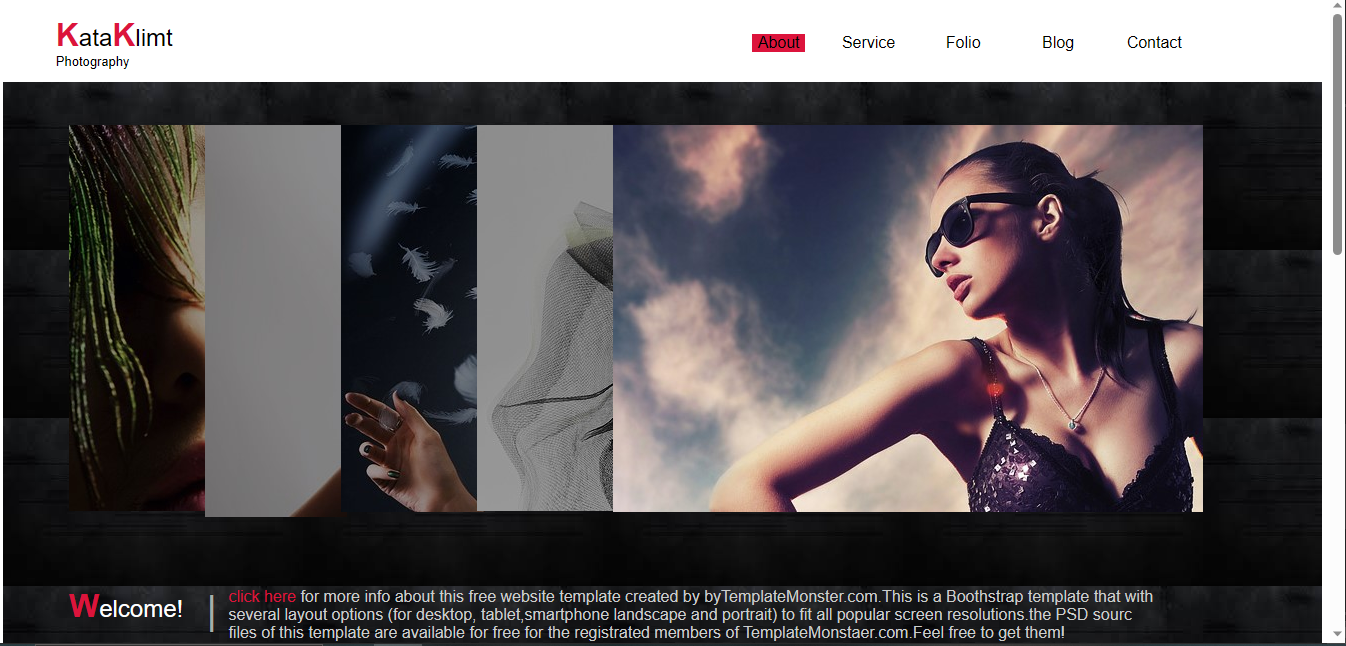 KataKlimt
Photography
About Service Folio Blog Contact
Welcome!
click here for more info about this free website template created by byTemplateMonster.com.This is a Boothstrap template that with
several layout options (for desktop, tablet,smartphone landscape and portrait) to fit all popular screen resolutions.the PSD sourc
files of this template are available for free for the registrated members of TemplateMonstaer.com.Feel free to get them!